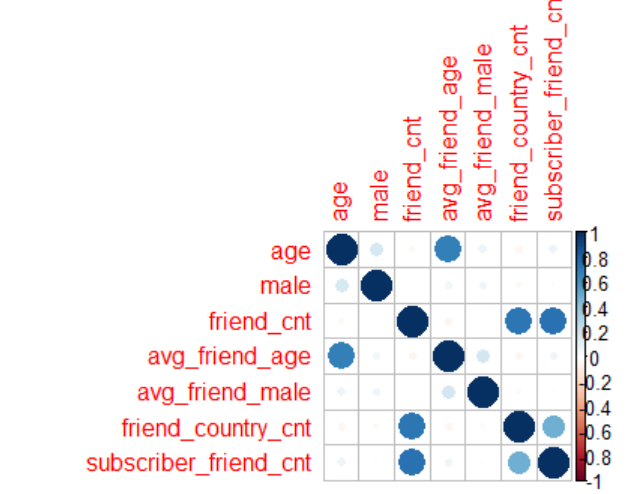 age
male
friend_cnt
avg_friend_age
avg_friend_male
friend_country_cnt
subscriber_friend_cn
age
male
friend_cnt
avg_friend_age
avg_friend_male
friend_country_cnt
subscriber_friend_cnt
1
0.8
0.6
0.4
0.2
0
-0.2
-0.4
-0.6
-0.8
-1